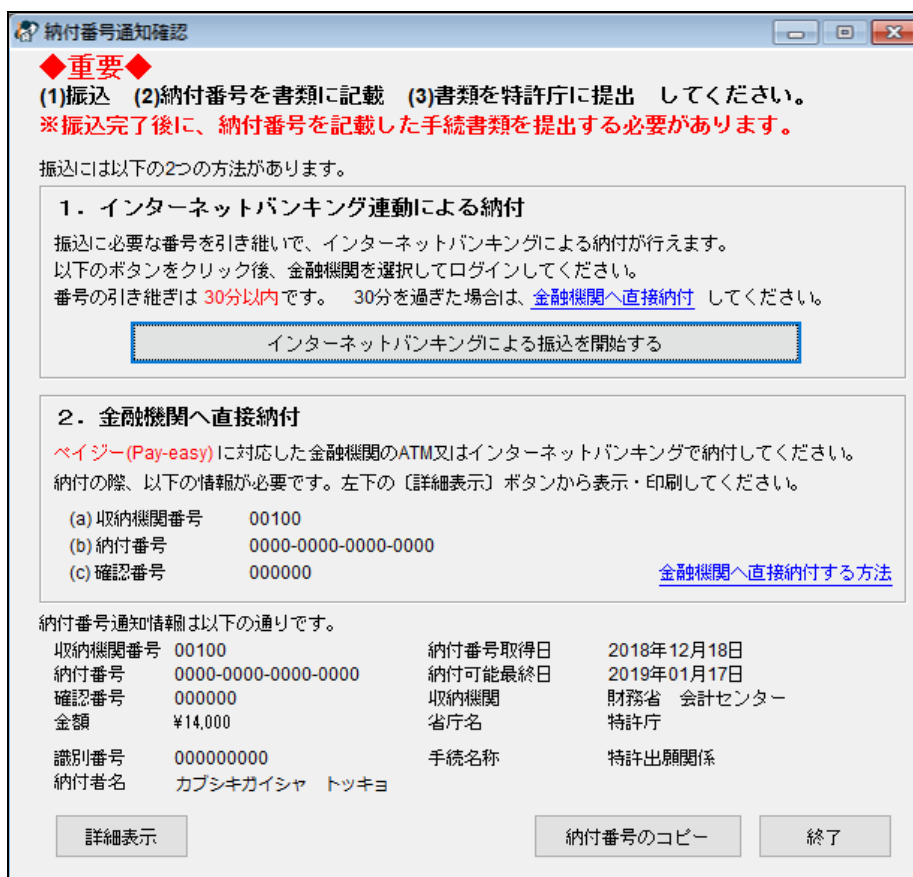 納付番号通知確認
◆重要◆
(1)振込 (2)納付番号を書類に記載 (3)書類を特許庁に提出 してください。
※振込完了後に、納付番号を記載した手続書類を提出する必要があります。
振込には以下の2つの方法があります。
1．インターネットバンキング連動による納付
振込に必要な番号を引き継いで、インターネットバンキングによる納付が行えます。
以下のボタンをクリック後、金融機関を選択してログインしてください。
番号の引き継ぎは 30分以内です。 30分を過ぎた場合は、金融機関へ直接納付 してください。
インターネットバンキングによる振込を開始する
2．金融機関へ直接納付
ペイジー(Pay-easy)に対応した金融機関のATM又はインターネットバンキングで納付してください。
納付の際、以下の情報が必要です。左下の〔詳細表示〕ボタンから表示・印刷してください。
(a)収納機関番号 00100
(b)納付番号 0000-0000-0000-0000
(c)確認番号 000000 金融機関へ直接納付する方法
納付番号通知情報は以下の通りです。
収納機関番号 00100 納付番号取得日 2018年12月18日
納付番号 0000-0000-0000-0000 納付可能最終日 2019年01月17日
確認番号 000000 収納機関 財務省 会計センター
金額 ¥14,000 省庁名 特許庁
識別番号 000000000 手続名称 特許出願関係
納付者名 カブシキガイシャ トッキョ
詳細表示 納付番号のコピー 終了